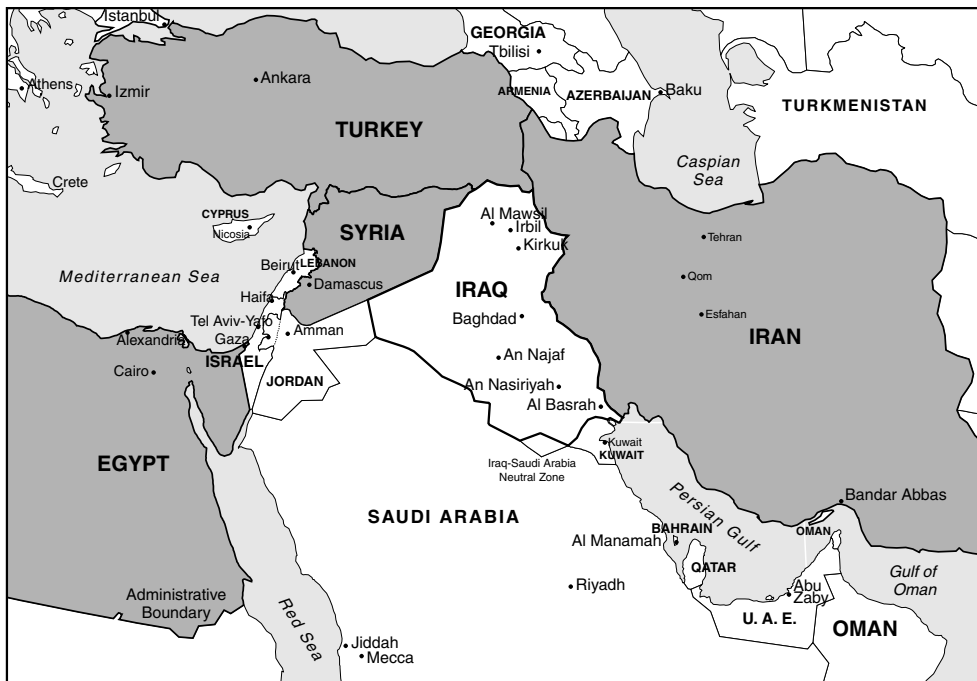 Istanbul
GEORGIA
Tbilisi
Athens
Izmir
Ankara
ARMENIA
AZERBAIJAN
Baku
TURKMENISTAN
TURKEY
Caspian
Sea
Crete
CYPRUS
Nicosia
SYRIA
Al Mawsil
Irbil
Kirkuk
Tehran
Mediterranean Sea
Beirut
LEBANON
Damascus
Qom
Haifa
IRAQ
Baghdad
Esfahan
Tel Aviv-Yafo
Amman
Alexandria
Gaza
IRAN
ISRAEL
Cairo
JORDAN
An Najaf
An Nasiriyah
Al Basrah
Kuwait
KUWAIT
EGYPT
Iraq-Saudi Arabia
Neutral Zone
SAUDI ARABIA
Persian Gulf
Bandar Abbas
BAHRAIN
OMAN
Al Manamah
QATAR
Gulf of
Oman
Administrative
Boundary
Riyadh
Abu
Zaby
Red Sea
U. A. E.
OMAN
Jiddah
Mecca